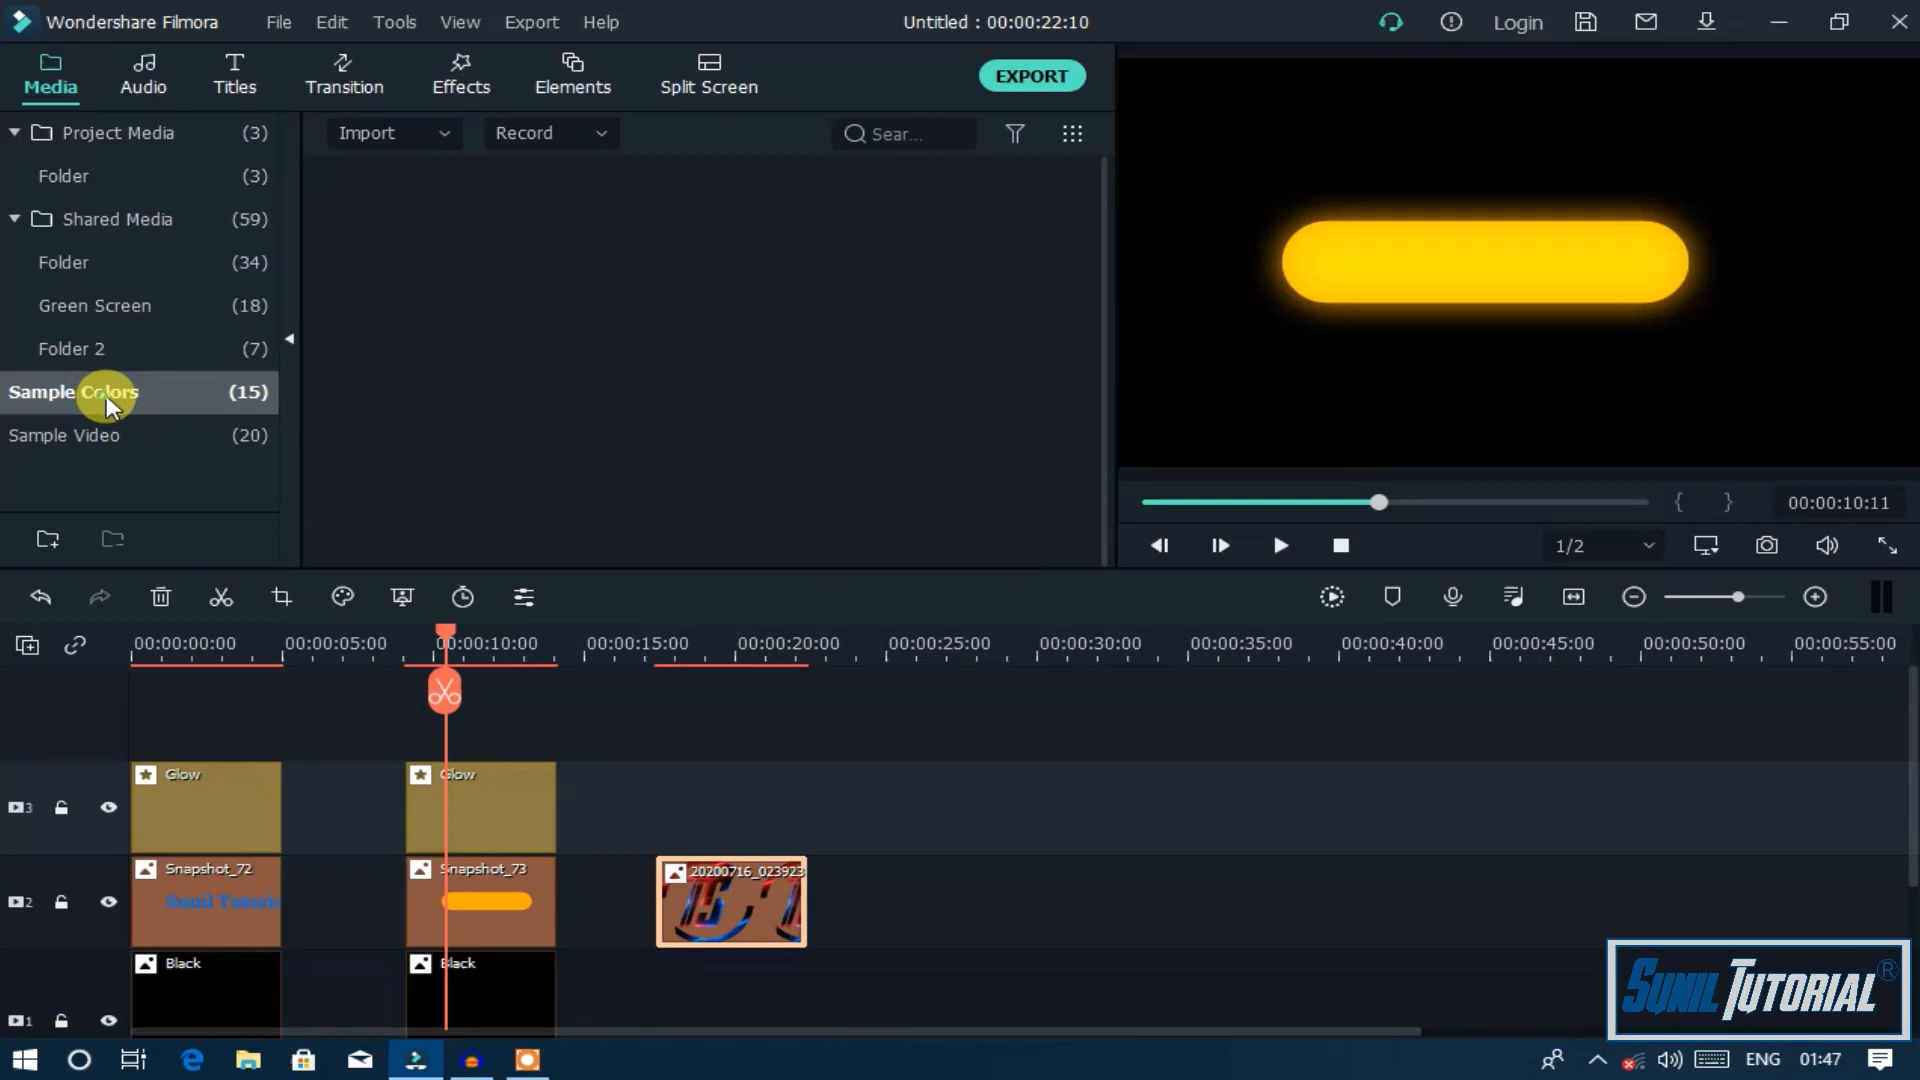 Wondershare Filmora File Edit Tools View Export Help Untitled : 00:00:22:10 Login
Media Audio Titles Transition Effects Elements Split Screen EXPORT
Project Media (3) Import Record Sear...
Folder (3)
Shared Media (59)
Folder (34)
Green Screen (18)
Folder 2 (7)
Sample Colors (15)
Sample Video (20)
{ } 00:00:10:11
1/2
00:00:00:00 00:00:05:00 00:00:10:00 00:00:15:00 00:00:20:00 00:00:25:00 00:00:30:00 00:00:35:00 00:00:40:00 00:00:45:00 00:00:50:00 00:00:55:00
Glow Glow
3
Snapshot_72 Snapshot_73 20200716_023923
2 Sunil Tutori
Black Black
1
SUNIL TUTORIAL®
ENG 01:47